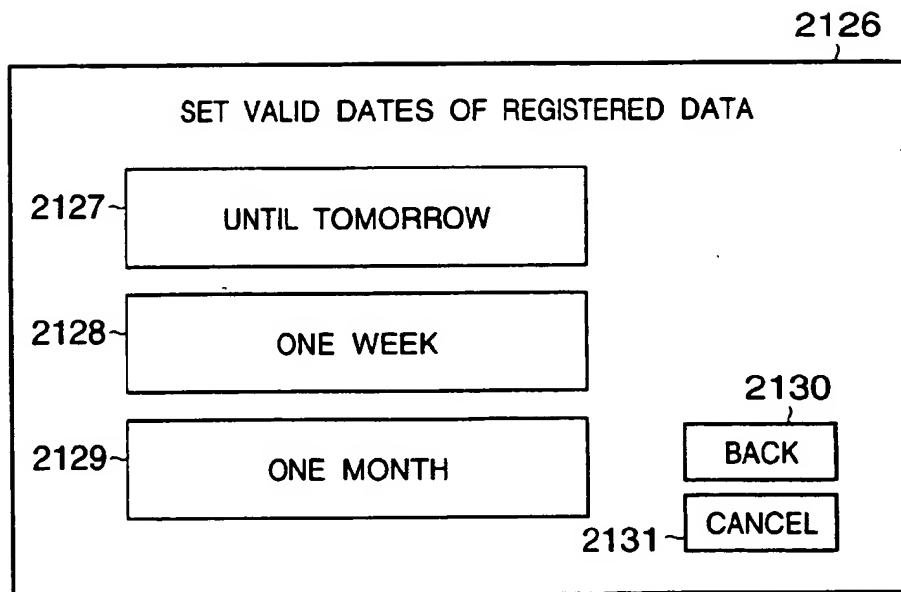 2126
SET VALID DATES OF REGISTERED DATA
2127
UNTIL TOMORROW
2128
ONE WEEK
2130
2129
ONE MONTH
BACK
2131
CANCEL